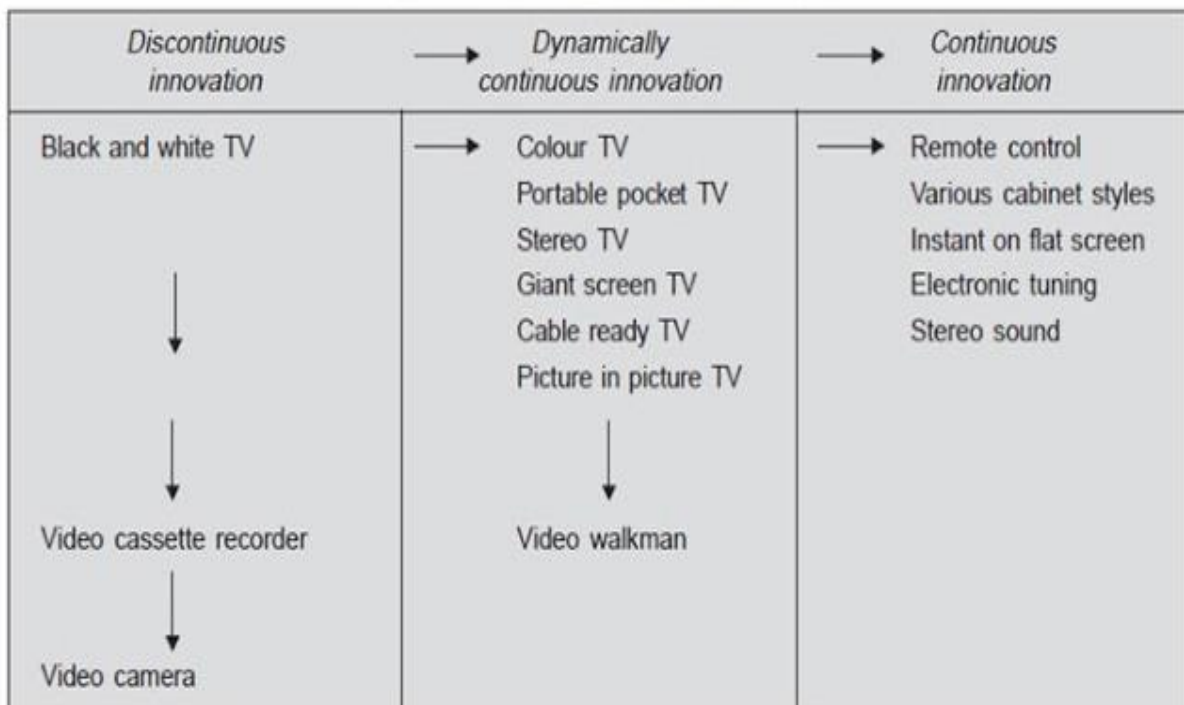 Discontinuous
innovation
Dynamically
continuous innovation
Continuous
innovation
Black and white TV
Colour TV
Remote control
Portable pocket TV
Various cabinet styles
Stereo TV
Instant on flat screen
Giant screen TV
Electronic tuning
Cable ready TV
Stereo sound
Picture in picture TV
Video cassette recorder
Video walkman
Video camera